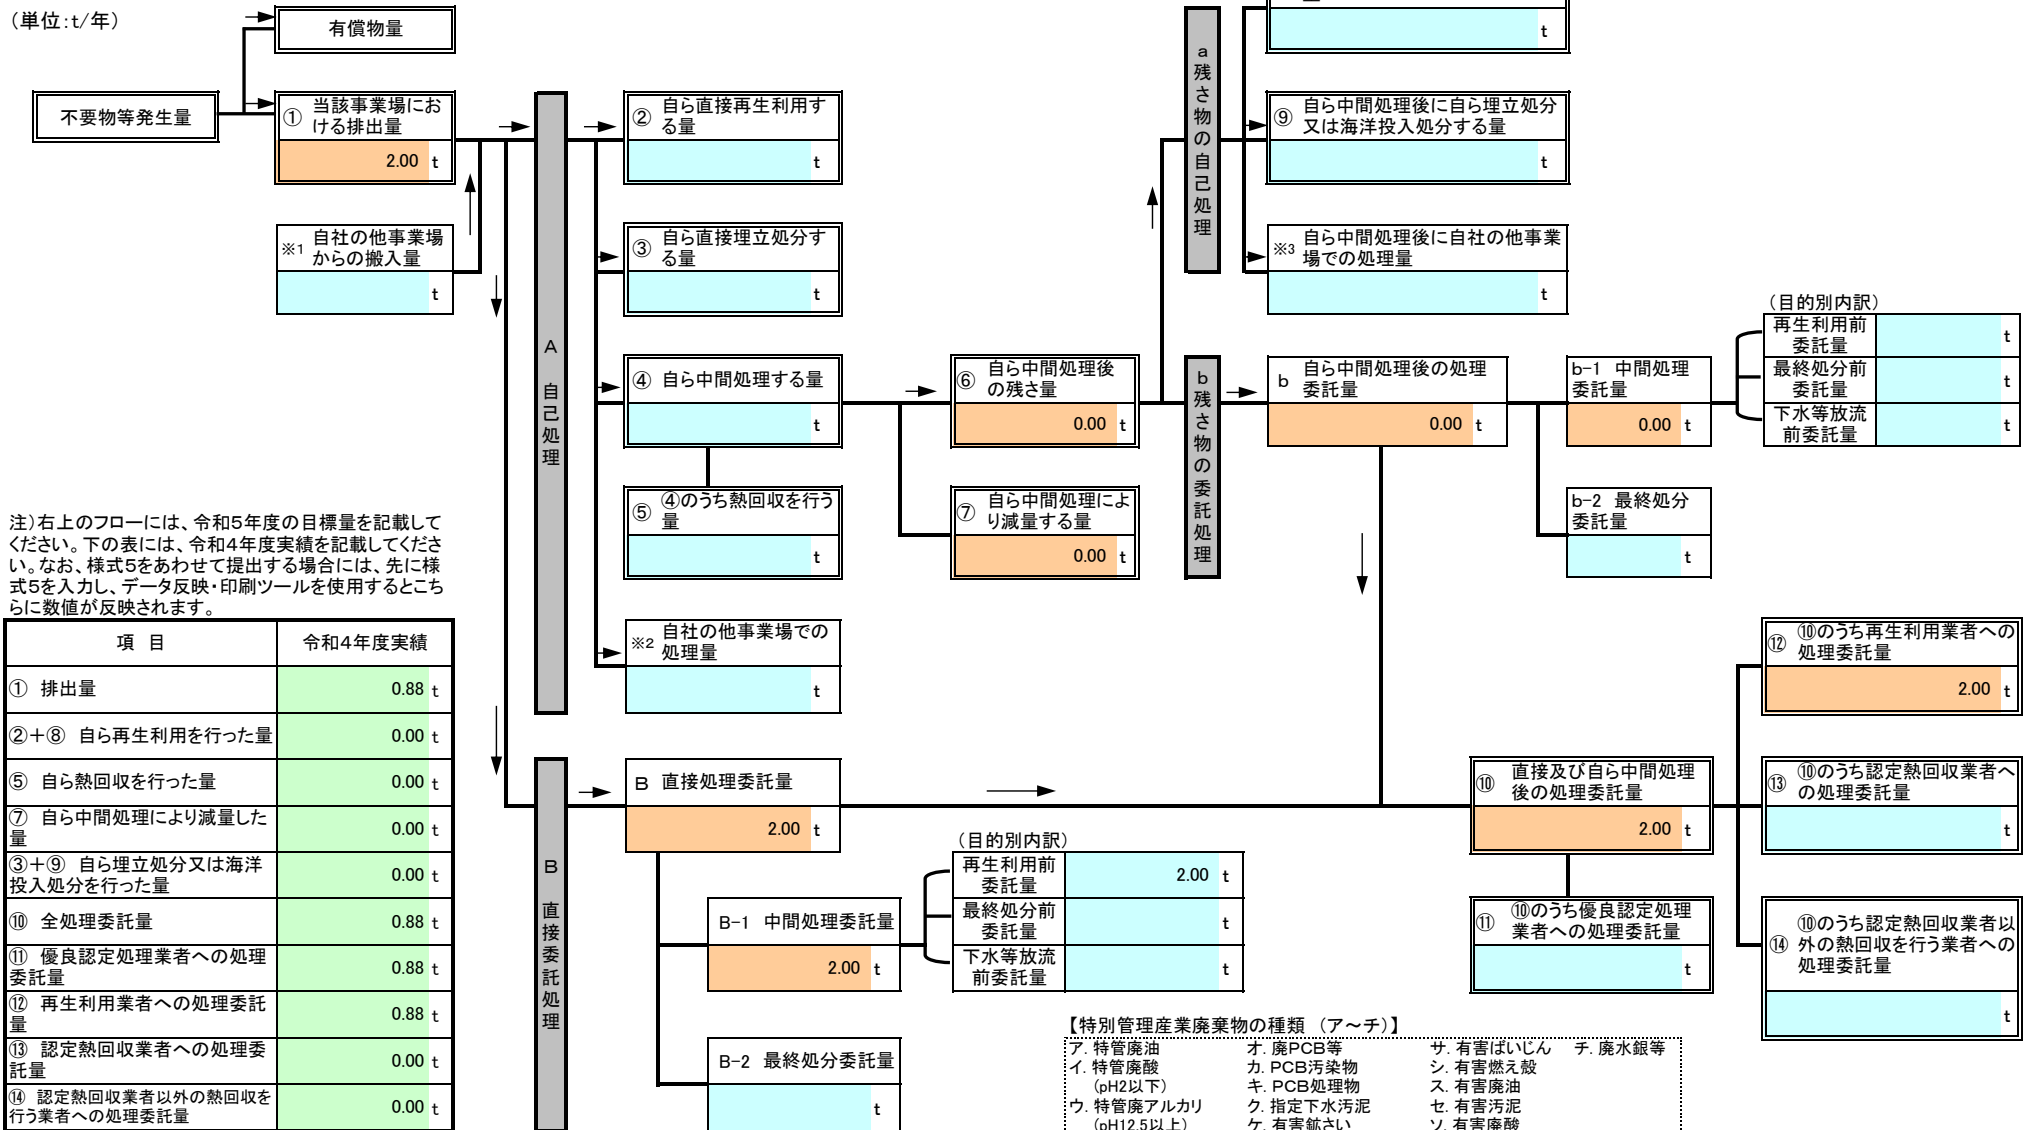 （単位：t/年）
有償物量
不要物等発生量
①
当該事業場にお
ける排出量
2.00 t
※1
自社の他事業場
からの搬入量
t
A 自己処理
②
自ら直接再生利用す
る量
t
③
自ら直接埋立処分す
る量
t
④ 自ら中間処理する量
t
⑤
④のうち熱回収を行う
量
t
※2
自社の他事業場での
処理量
t
⑥
自ら中間処理後
の残さ量
0.00 t
⑦
自ら中間処理によ
り減量する量
0.00 t
a残さ物の自己処理
t
⑨
自ら中間処理後に自ら埋立処分
又は海洋投入処分する量
t
※3
自ら中間処理後に自社の他事業
場での処理量
t
b残さ物の委託処理
b
自ら中間処理後の処理
委託量
0.00 t
b-1 中間処理
委託量
0.00 t
b-2 最終処分
委託量
t
（目的別内訳）
再生利用前
委託量
t
最終処分前
委託量
t
下水等放流
前委託量
t
注）右上のフローには、令和5年度の目標量を記載して
ください。下の表には、令和4年度実績を記載してくださ
い。なお、様式5をあわせて提出する場合には、先に様
式5を入力し、データ反映・印刷ツールを使用するとこち
らに数値が反映されます。
項 目 令和4年度実績
① 排出量 0.88 t
②＋⑧ 自ら再生利用を行った量 0.00 t
⑤ 自ら熱回収を行った量 0.00 t
⑦ 自ら中間処理により減量した
量 0.00 t
③＋⑨ 自ら埋立処分又は海洋
投入処分を行った量 0.00 t
⑩ 全処理委託量 0.88 t
⑪ 優良認定処理業者への処理
委託量 0.88 t
⑫ 再生利用業者への処理委託
量 0.88 t
⑬ 認定熱回収業者への処理委
託量 0.00 t
⑭ 認定熱回収業者以外の熱回収を
行う業者への処理委託量 0.00 t
B 直接委託処理
B 直接処理委託量
2.00 t
B-1 中間処理委託量
2.00 t
B-2 最終処分委託量
t
（目的別内訳）
再生利用前
委託量
2.00 t
最終処分前
委託量
t
下水等放流
前委託量
t
⑩
直接及び自ら中間処理
後の処理委託量
2.00 t
⑪
⑩のうち優良認定処理
業者への処理委託量
t
⑫
⑩のうち再生利用業者への
処理委託量
2.00 t
⑬
⑩のうち認定熱回収業者へ
の処理委託量
t
⑭
⑩のうち認定熱回収業者以
外の熱回収を行う業者への
処理委託量
t
【特別管理産業廃棄物の種類 （ア～チ）】
ア. 特管廃油 オ. 廃PCB等 サ. 有害ばいじん チ. 廃水銀等
イ. 特管廃酸 カ. PCB汚染物 シ. 有害燃え殻
（pH2以下） キ. PCB処理物 ス. 有害廃油
ウ. 特管廃アルカリ ク. 指定下水汚泥 セ. 有害汚泥
（pH12.5以上） ケ. 有害鉱さい ソ. 有害廃酸